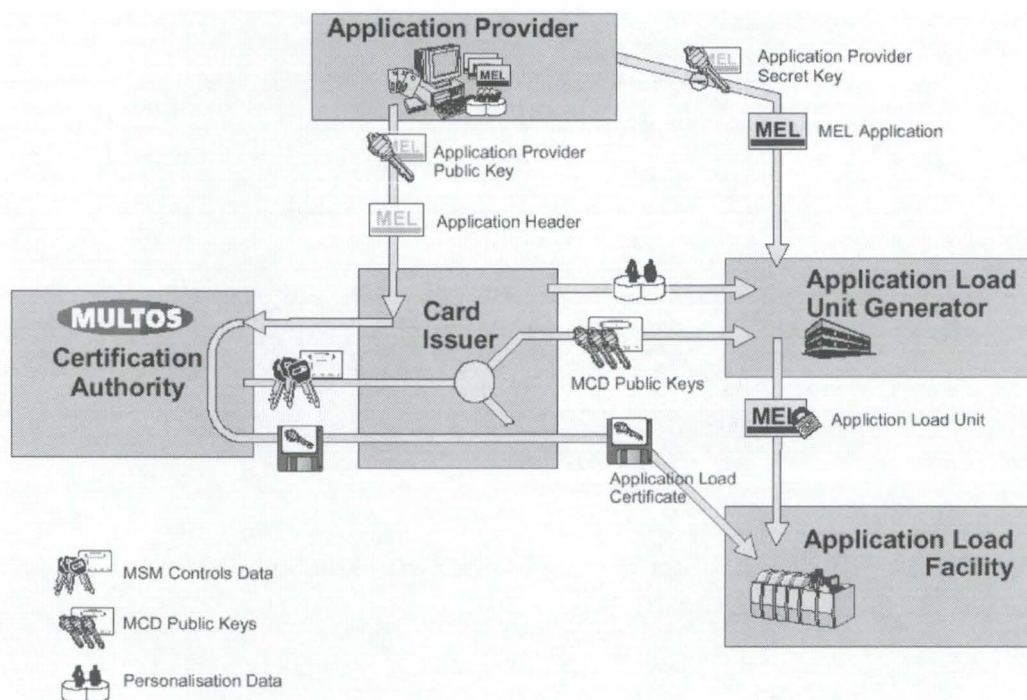 Application Provider
MEL
Application Provider
Secret Key
MEL
MEL
MEL Application
MEL
Application Provider
Public Key
MEL
Application Header
MULTOS
Certification
Authority
Card
Issuer
Application Load
Unit Generator
MCD Public Keys
MEL
Appliction Load Unit
Application Load
Certificate
Application Load
Facility
MSM Controls Data
MCD Public Keys
Personalisation Data